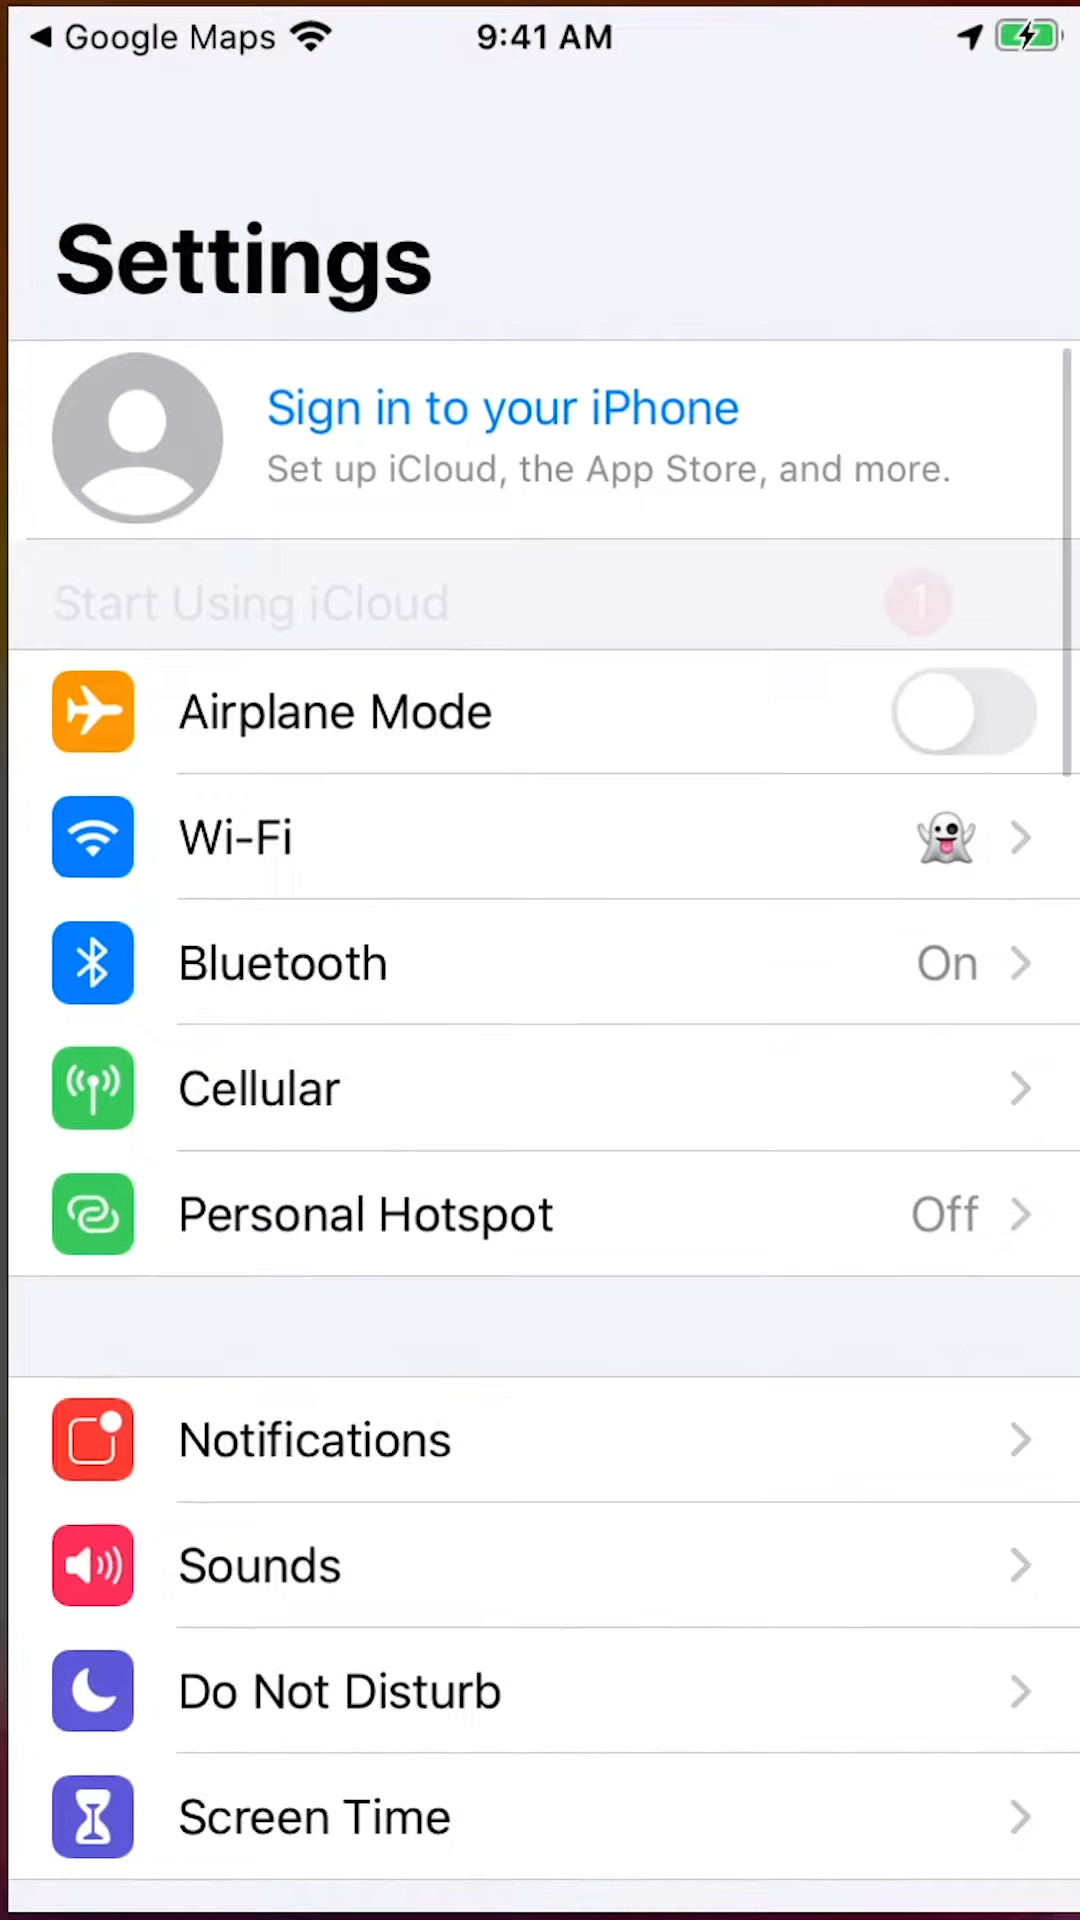 ◀ Google Maps 9:41 AM
Settings
Sign in to your iPhone
Set up iCloud, the App Store, and more.
Start Using iCloud 1
Airplane Mode
Wi-Fi 👻
Bluetooth On
Cellular
Personal Hotspot Off
Notifications
Sounds
Do Not Disturb
Screen Time